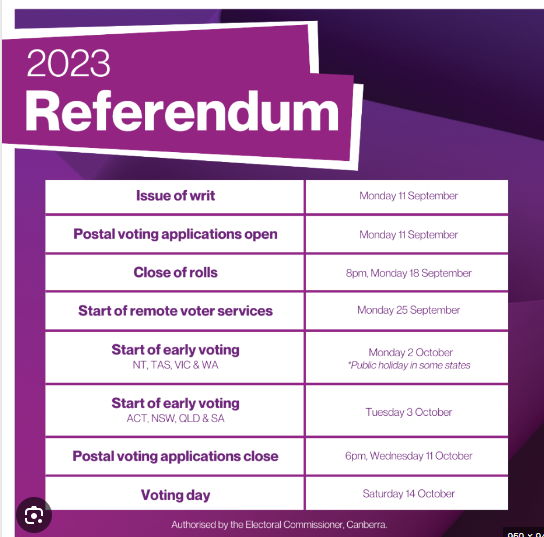 2023
Referendum
Issue of writ
Monday 11 September
Postal voting applications open
Monday 11 September
Close of rolls
8pm, Monday 18 September
Start of remote voter services
Monday 25 September
Start of early voting
NT, TAS, VIC & WA
Monday 2 October
*Public holiday in some states
Start of early voting
ACT, NSW, QLD & SA
Tuesday 3 October
Postal voting applications close
6pm, Wednesday 11 October
Voting day
Saturday 14 October
Authorised by the Electoral Commissioner, Canberra.